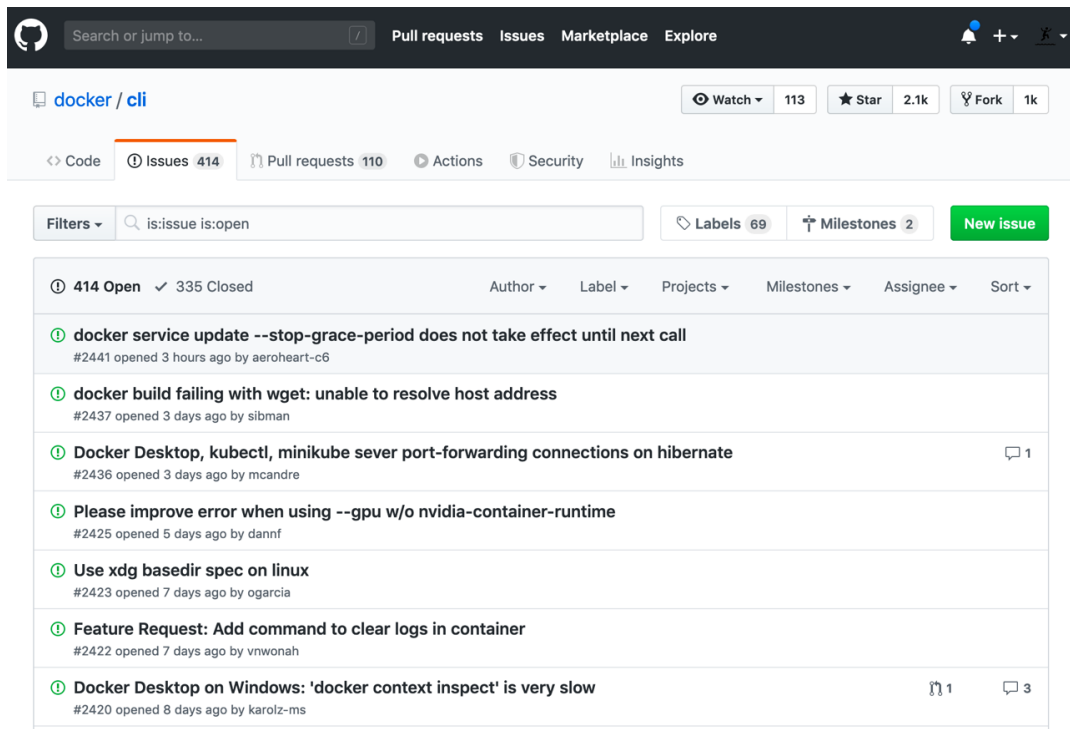 Search or jump to... / Pull requests Issues Marketplace Explore
docker / cli Watch 113 Star 2.1k Fork 1k
Code Issues 414 Pull requests 110 Actions Security Insights
Filters is:issue is:open Labels 69 Milestones 2 New issue
414 Open 335 Closed Author Label Projects Milestones Assignee Sort
docker service update --stop-grace-period does not take effect until next call
#2441 opened 3 hours ago by aeroheart-c6
docker build failing with wget: unable to resolve host address
#2437 opened 3 days ago by sibman
Docker Desktop, kubectl, minikube sever port-forwarding connections on hibernate 1
#2436 opened 3 days ago by mcandre
Please improve error when using --gpu w/o nvidia-container-runtime
#2425 opened 5 days ago by dannf
Use xdg basedir spec on linux
#2423 opened 7 days ago by ogarcia
Feature Request: Add command to clear logs in container
#2422 opened 7 days ago by vnwonah
Docker Desktop on Windows: 'docker context inspect' is very slow 1 3
#2420 opened 8 days ago by karolz-ms